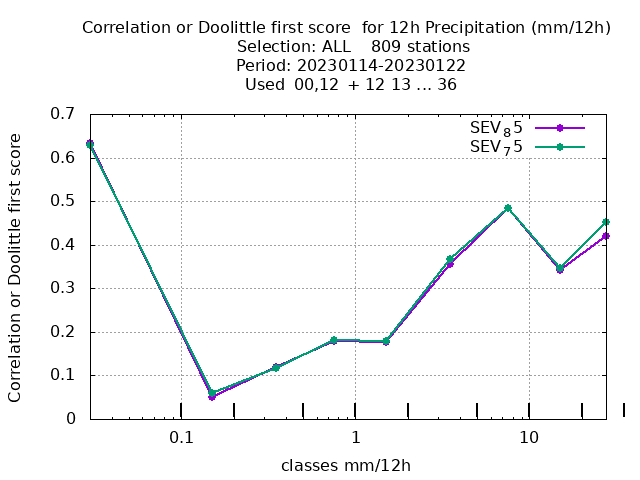 Correlation or Doolittle first score  for 12h Precipitation (mm/12h)
Selection: ALL    809 stations
Period: 20230114-20230122
Used  00,12  + 12 13 ... 36
SEV₈5
SEV₇5
0.7
0.6
0.5
0.4
0.3
0.2
0.1
0
Correlation or Doolittle first score
0.1
1
10
classes mm/12h